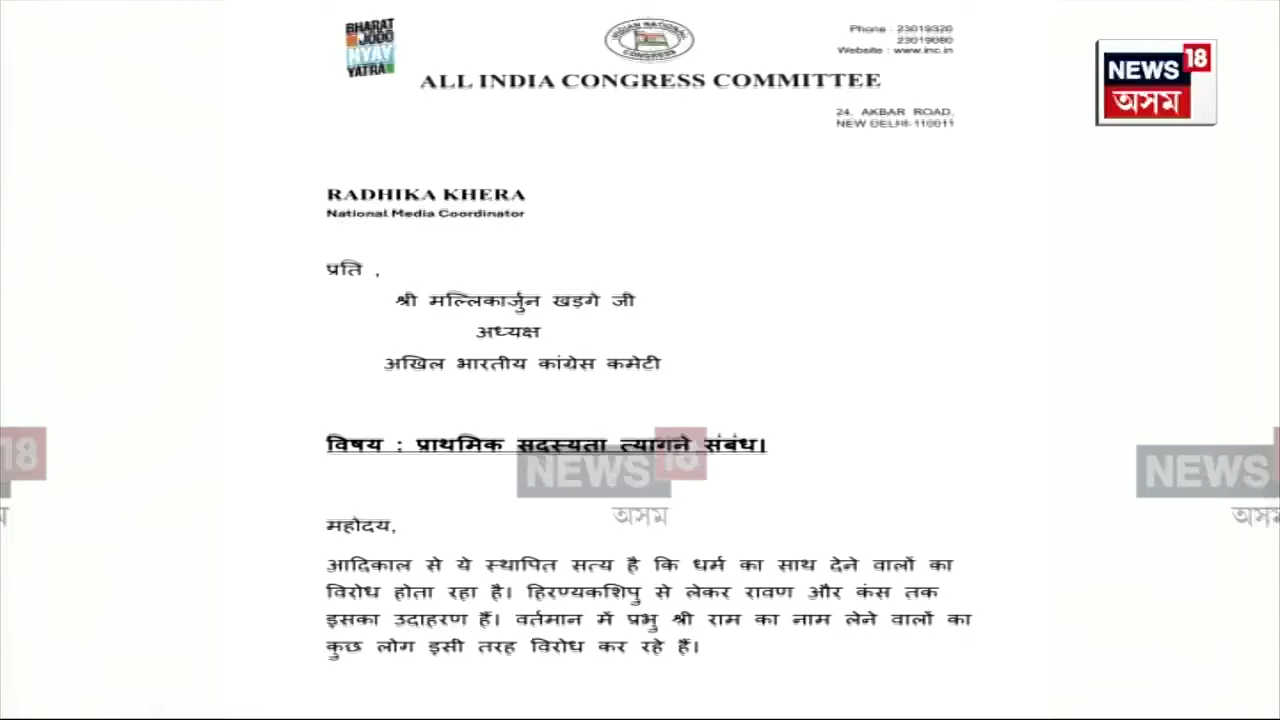 BHARAT
JODO
NYAY
YATRA
INDIAN NATIONAL
CONGRESS
Phone : 23019320
23019080
Website : www.inc.in
ALL INDIA CONGRESS COMMITTEE
24, AKBAR ROAD,
NEW DELHI-110011
NEWS 18
অসম
RADHIKA KHERA
National Media Coordinator
प्रति ,
श्री मल्लिकार्जुन खड़गे जी
अध्यक्ष
अखिल भारतीय कांग्रेस कमेटी
विषय : प्राथमिक सदस्यता त्यागने संबंध।
18
NEWS 18
অসম
NEWS
অসম
महोदय,
आदिकाल से ये स्थापित सत्य है कि धर्म का साथ देने वालों का
विरोध होता रहा है। हिरण्यकशिपु से लेकर रावण और कंस तक
इसका उदाहरण हैं। वर्तमान में प्रभु श्री राम का नाम लेने वालों का
कुछ लोग इसी तरह विरोध कर रहे हैं।